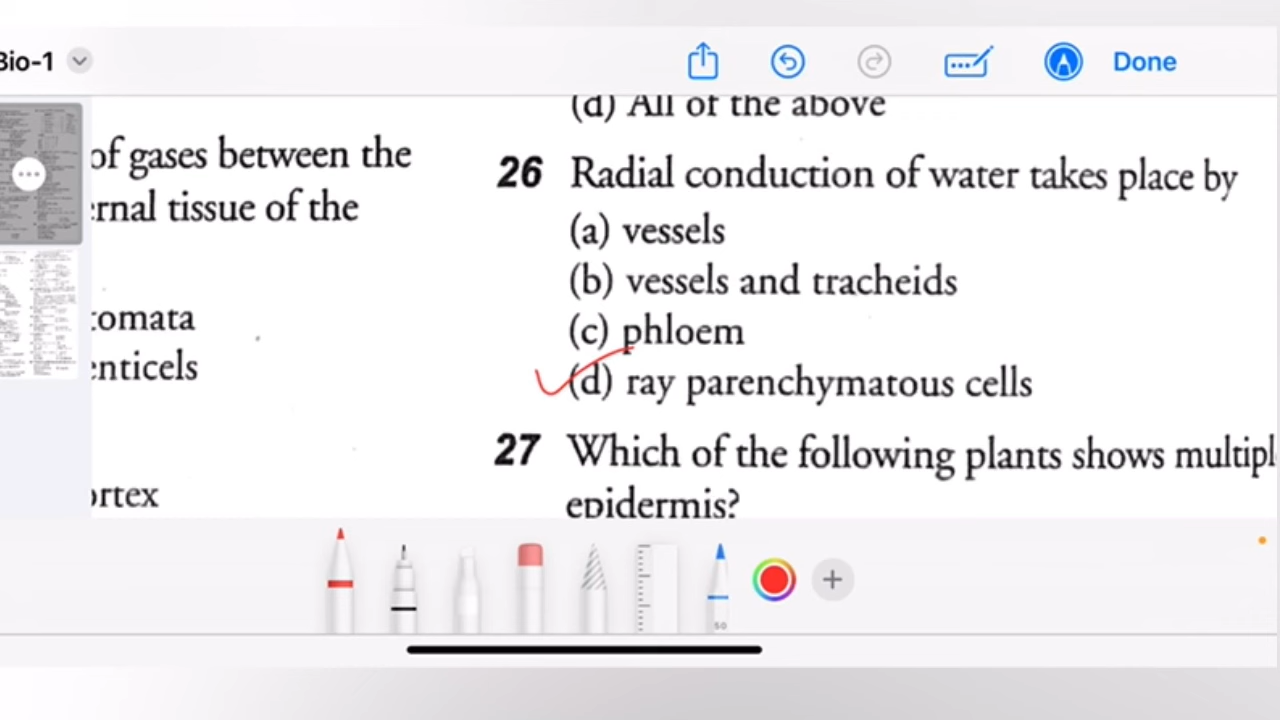 Bio-1
Done
of gases between the
ernal tissue of the
tomata
enticels
ortex
(d) All of the above
26 Radial conduction of water takes place by
(a) vessels
(b) vessels and tracheids
(c) phloem
(d) ray parenchymatous cells
27 Which of the following plants shows multipl
epidermis?
50